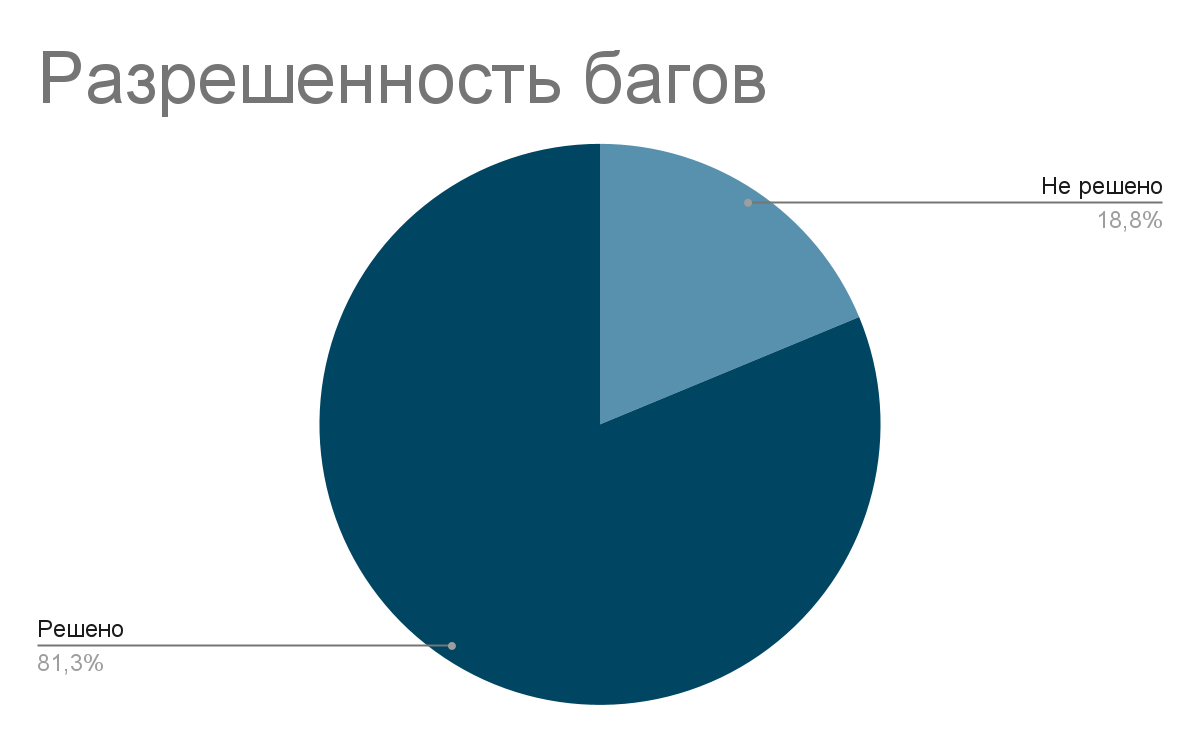 Разрешенность багов
Не решено
18,8%
Решено
81,3%